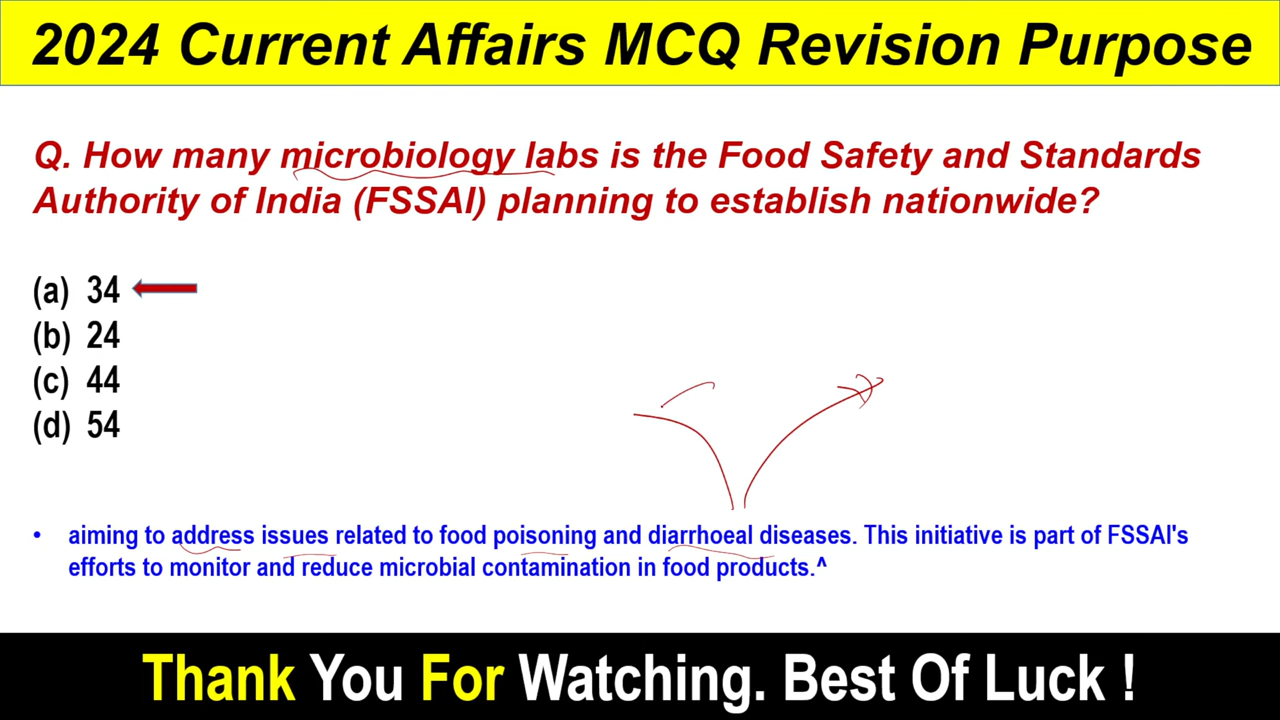 2024 Current Affairs MCQ Revision Purpose
Q. How many microbiology labs is the Food Safety and Standards
Authority of India (FSSAI) planning to establish nationwide?
(a) 34
(b) 24
(c) 44
(d) 54
• aiming to address issues related to food poisoning and diarrhoeal diseases. This initiative is part of FSSAI's
efforts to monitor and reduce microbial contamination in food products.^
Thank You For Watching. Best Of Luck !